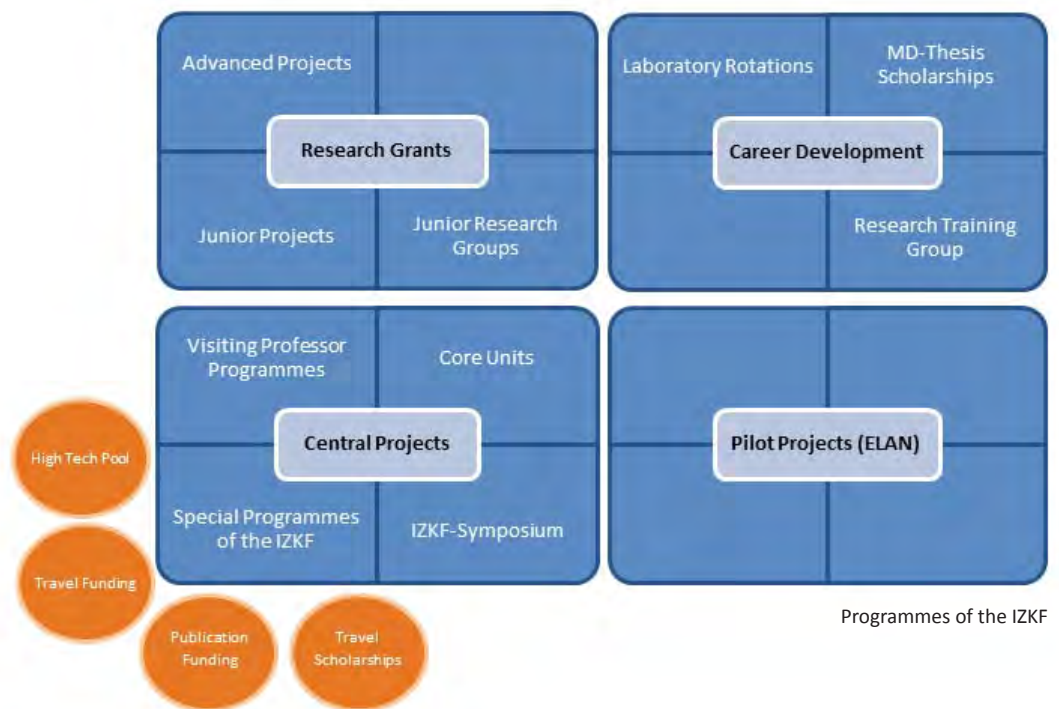 Advanced Projects
Research Grants
Junior Projects
Junior Research
Groups
Laboratory Rotations
MD-Thesis
Scholarships
Career Development
Research Training
Group
Visiting Professor
Programmes
Core Units
Central Projects
Special Programmes
of the IZKF
IZKF-Symposium
Pilot Projects (ELAN)
High Tech Pool
Travel Funding
Publication
Funding
Travel
Scholarships
Programmes of the IZKF